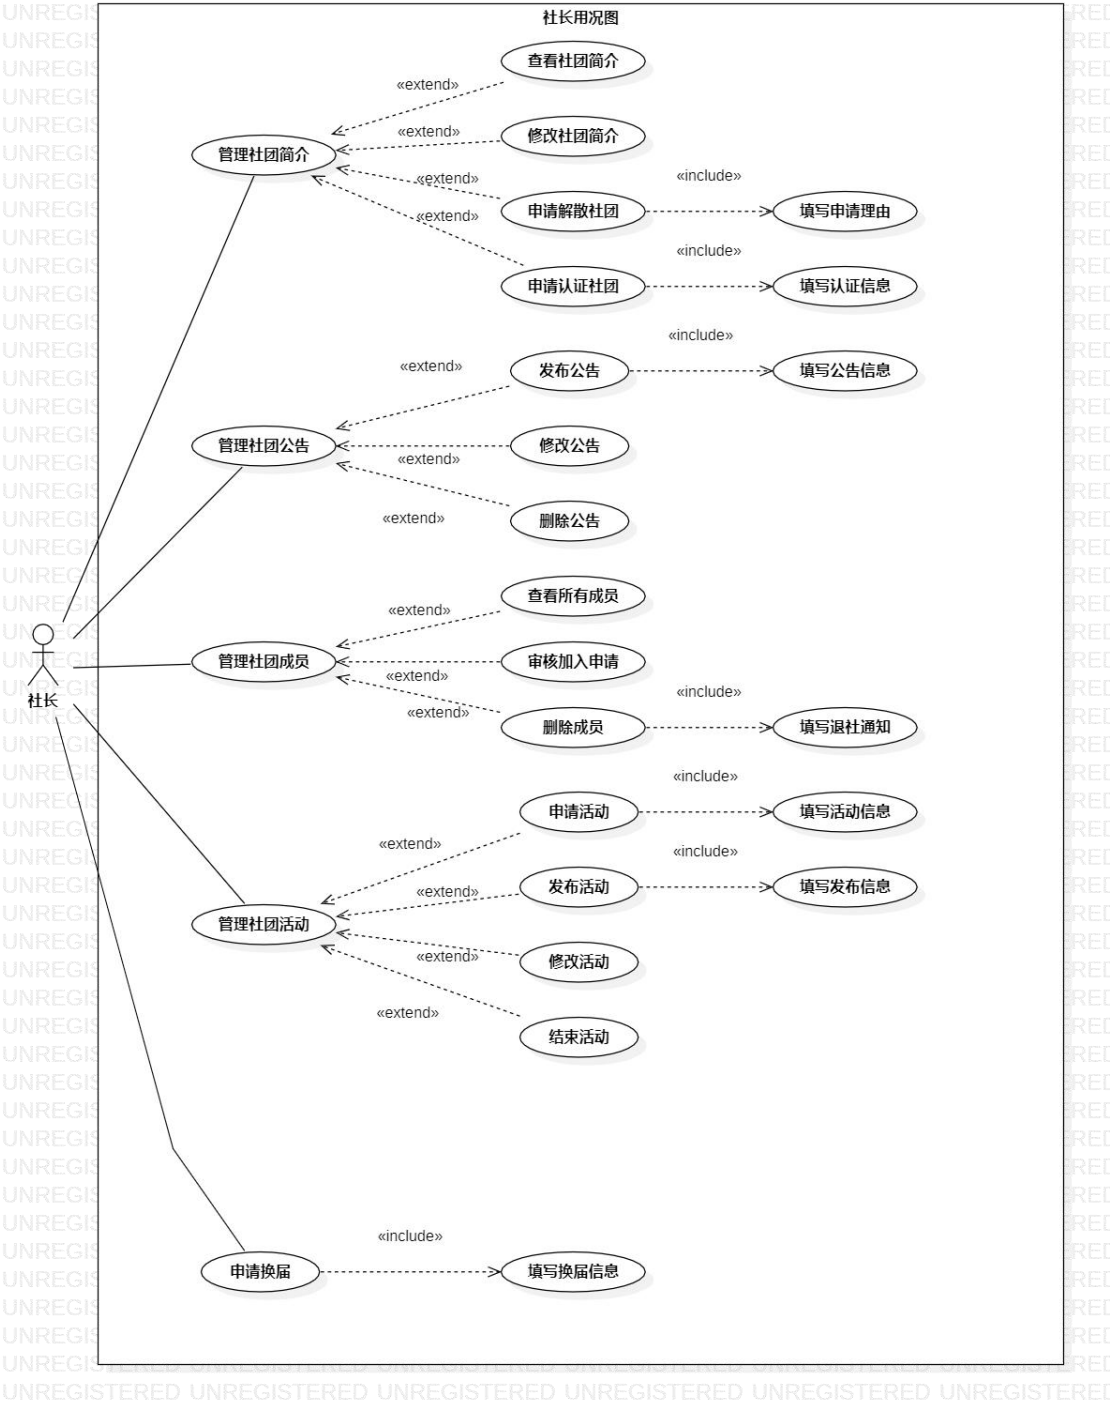 社长用况图
查看社团简介
«extend»
修改社团简介
«extend»
管理社团简介
«extend»
«include»
申请解散社团
填写申请理由
«extend»
«include»
申请认证社团
填写认证信息
«include»
«extend»
发布公告
填写公告信息
管理社团公告
修改公告
«extend»
«extend»
删除公告
查看所有成员
«extend»
管理社团成员
审核加入申请
«extend»
«include»
社长
«extend»
删除成员
填写退社通知
«include»
申请活动
填写活动信息
«extend»
«include»
发布活动
填写发布信息
«extend»
管理社团活动
«extend»
修改活动
«extend»
结束活动
«include»
申请换届
填写换届信息
UNREGISTERED UNREGISTERED UNREGISTERED UNREGISTERED UNREGISTERED UNREGISTERED